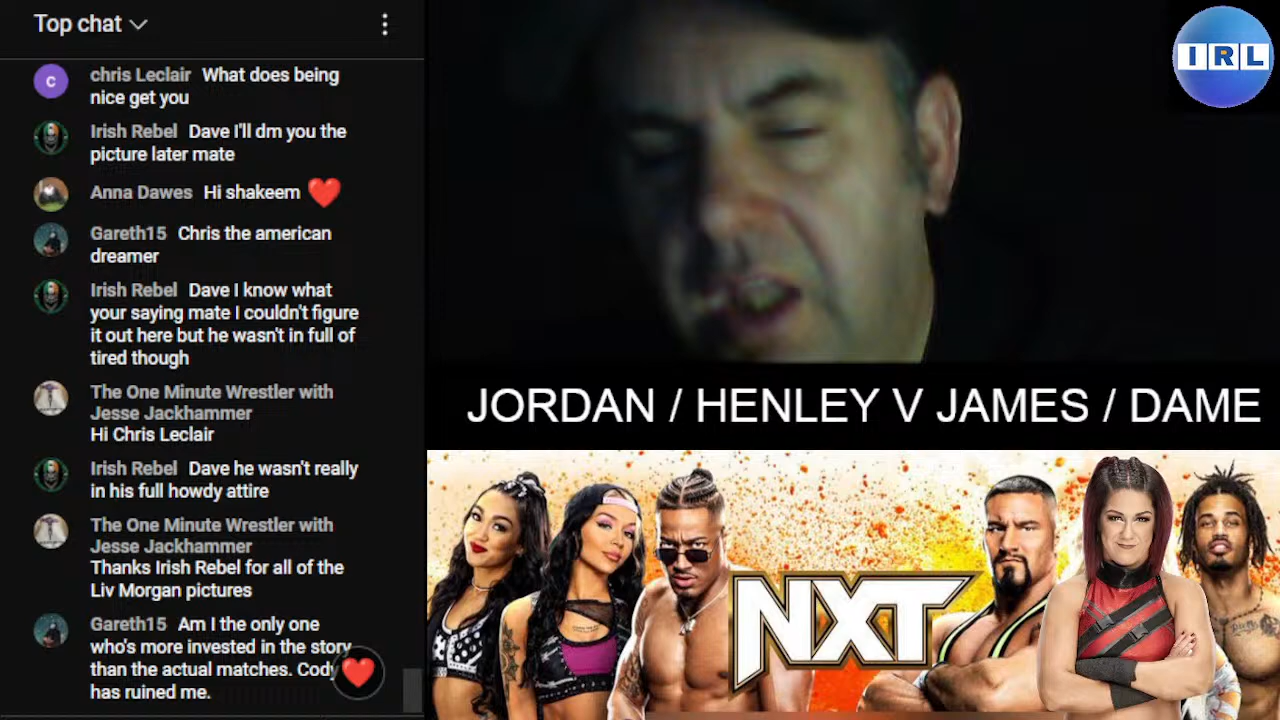 Top chat
chris Leclair What does being
nice get you
Irish Rebel Dave I'll dm you the
picture later mate
Anna Dawes Hi shakeem
Gareth15 Chris the american
dreamer
Irish Rebel Dave I know what
your saying mate I couldn't figure
it out here but he wasn't in full of
tired though
The One Minute Wrestler with
Jesse Jackhammer
Hi Chris Leclair
Irish Rebel Dave he wasn't really
in his full howdy attire
The One Minute Wrestler with
Jesse Jackhammer
Thanks Irish Rebel for all of the
Liv Morgan pictures
Gareth15 Am I the only one
who's more invested in the story
than the actual matches. Cody
has ruined me.
C
IRL
JORDAN / HENLEY V JAMES / DAME
NXT